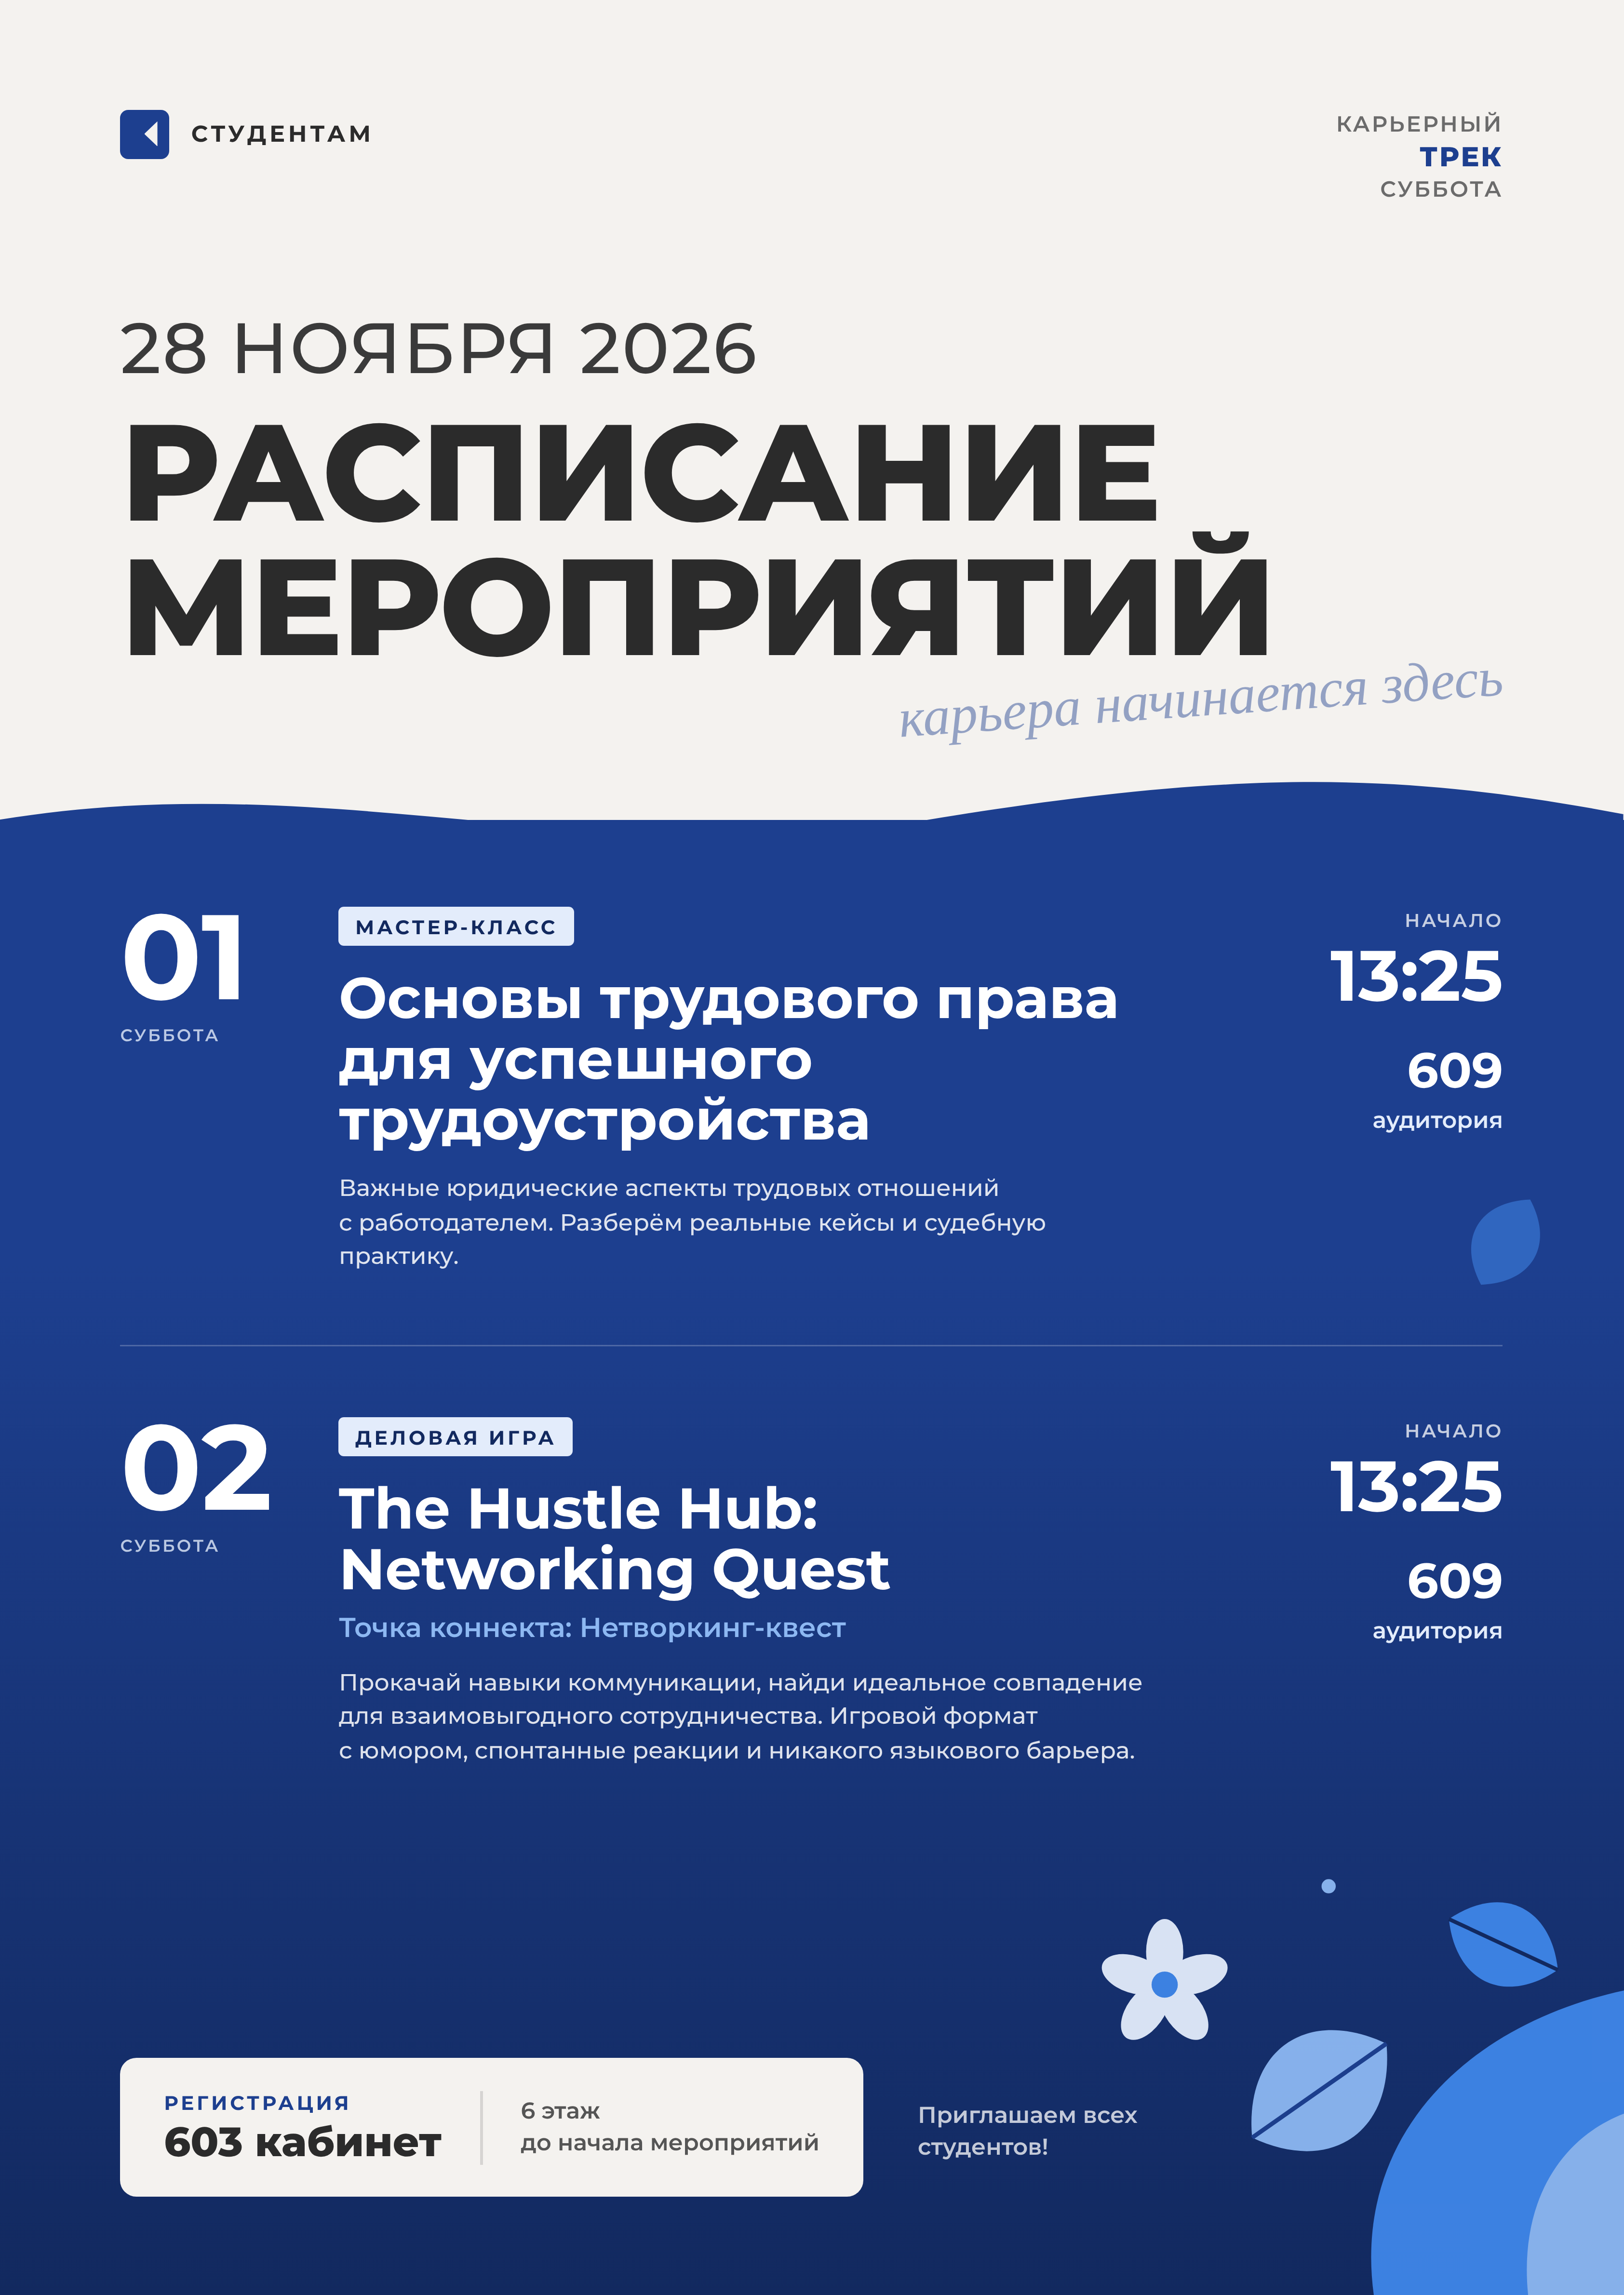 СТУДЕНТАМ
КАРЬЕРНЫЙ
ТРЕК
СУББОТА
28 НОЯБРЯ 2026
РАСПИСАНИЕ
МЕРОПРИЯТИЙ
карьера начинается здесь
01
СУББОТА
МАСТЕР-КЛАСС
Основы трудового права
для успешного
трудоустройства
Важные юридические аспекты трудовых отношений
с работодателем. Разберём реальные кейсы и судебную
практику.
НАЧАЛО
13:25
609
аудитория
02
СУББОТА
ДЕЛОВАЯ ИГРА
The Hustle Hub:
Networking Quest
Точка коннекта: Нетворкинг-квест
Прокачай навыки коммуникации, найди идеальное совпадение
для взаимовыгодного сотрудничества. Игровой формат
с юмором, спонтанные реакции и никакого языкового барьера.
НАЧАЛО
13:25
609
аудитория
РЕГИСТРАЦИЯ
603 кабинет
6 этаж
до начала мероприятий
Приглашаем всех
студентов!